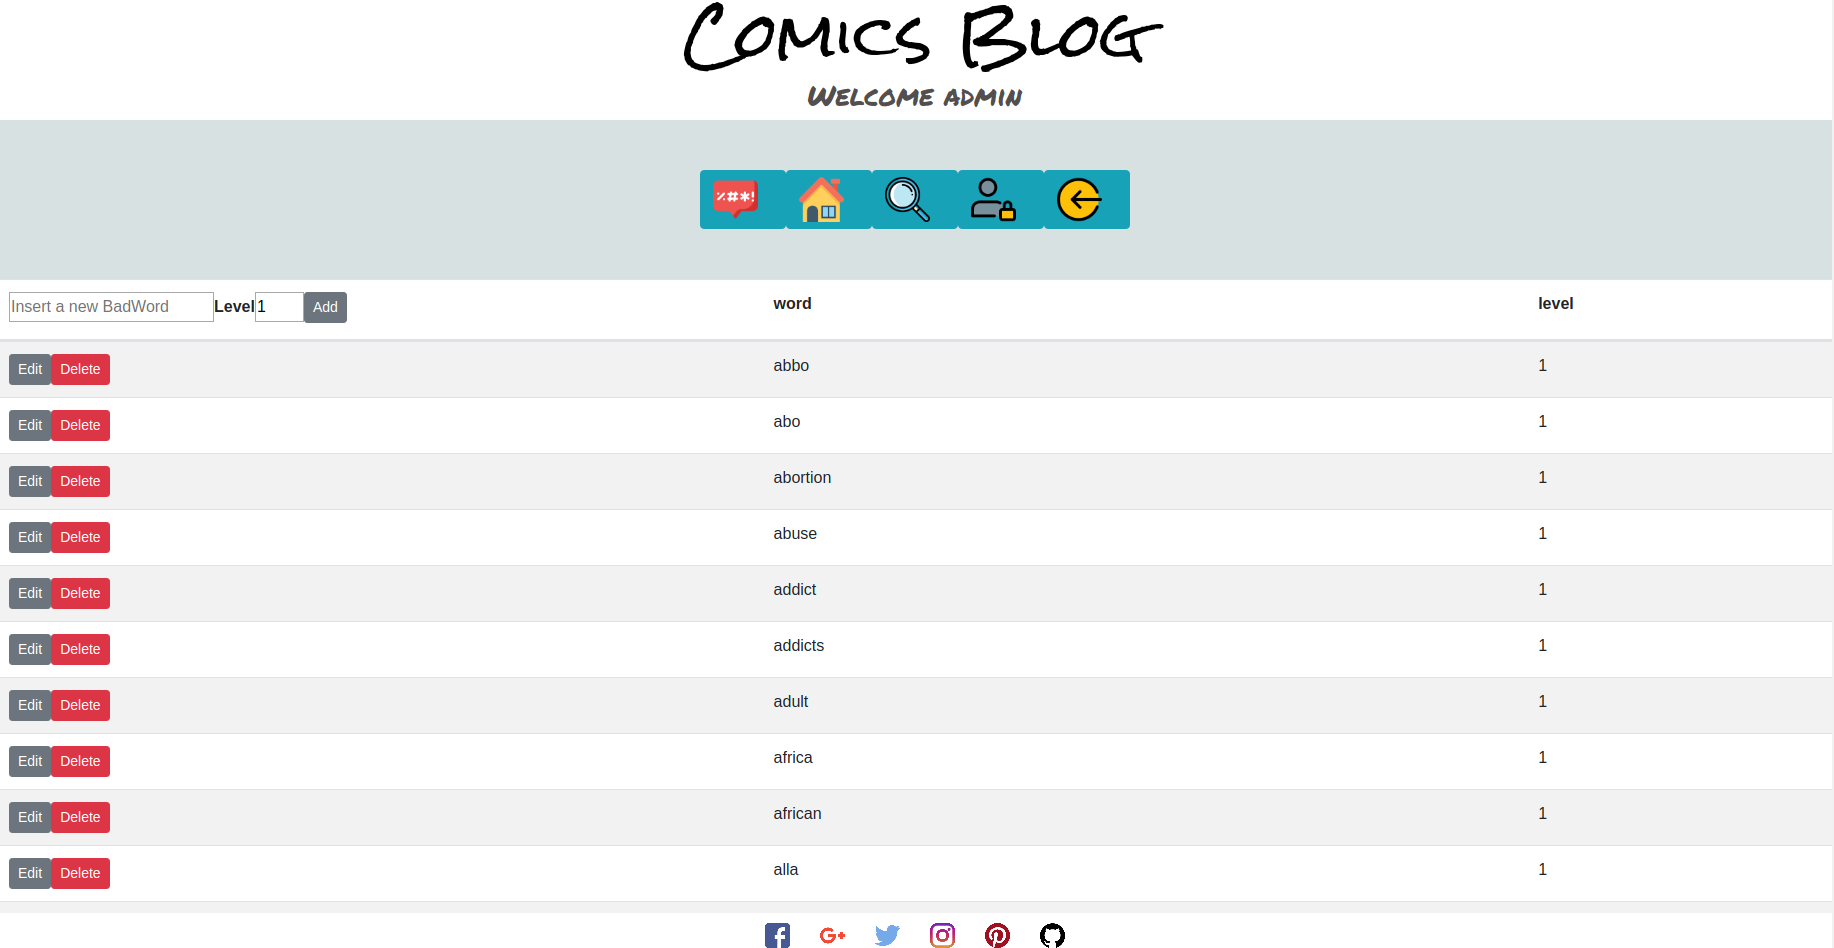 Comics Blog
Welcome admin
%#*!
Insert a new BadWord Level 1 Add word level
Edit Delete abbo 1
Edit Delete abo 1
Edit Delete abortion 1
Edit Delete abuse 1
Edit Delete addict 1
Edit Delete addicts 1
Edit Delete adult 1
Edit Delete africa 1
Edit Delete african 1
Edit Delete alla 1
f G+